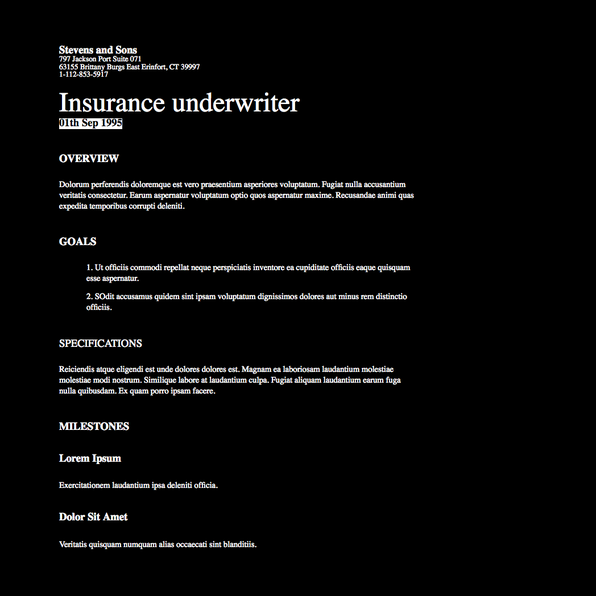 Stevens and Sons
797 Jackson Port Suite 071
63155 Brittany Burgs East Erinfort, CT 39997
1-112-853-5917
Insurance underwriter
01th Sep 1995
OVERVIEW
Dolorum perferendis doloremque est vero praesentium asperiores voluptatum. Fugiat nulla accusantium
veritatis consectetur. Earum aspernatur voluptatum optio quos aspernatur maxime. Recusandae animi quas
expedita temporibus corrupti deleniti.
GOALS
1. Ut officiis commodi repellat neque perspiciatis inventore ea cupiditate officiis eaque quisquam
esse aspernatur.
2. SOdit accusamus quidem sint ipsam voluptatum dignissimos dolores aut minus rem distinctio
officiis.
SPECIFICATIONS
Reiciendis atque eligendi est unde dolores dolores est. Magnam ea laboriosam laudantium molestiae
molestiae modi nostrum. Similique labore at laudantium culpa. Fugiat aliquam laudantium earum fuga
nulla quibusdam. Ex quam porro ipsam facere.
MILESTONES
Lorem Ipsum
Exercitationem laudantium ipsa deleniti officia.
Dolor Sit Amet
Veritatis quisquam numquam alias occaecati sint blanditiis.